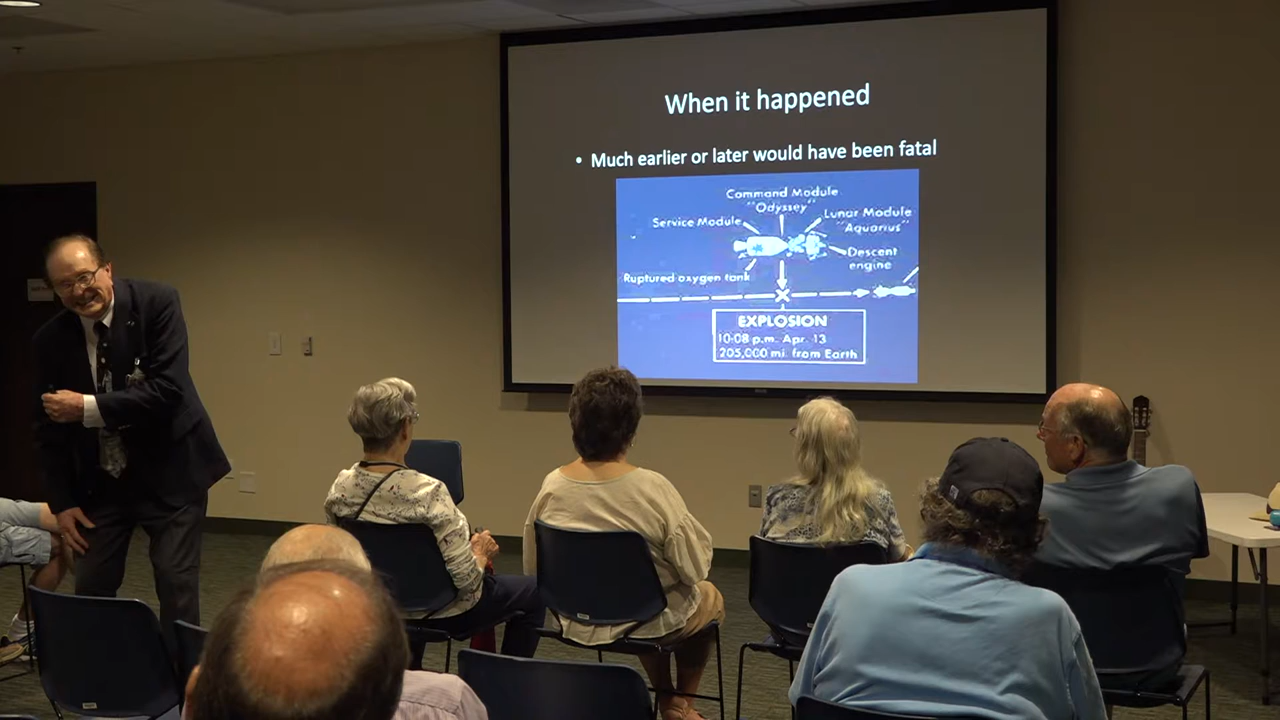 When it happened
• Much earlier or later would have been fatal
Command Module
"Odyssey"
Service Module
Lunar Module
"Aquarius"
Descent
engine
Ruptured oxygen tank
EXPLOSION
10:08 p.m. Apr. 13
205,000 mi. from Earth